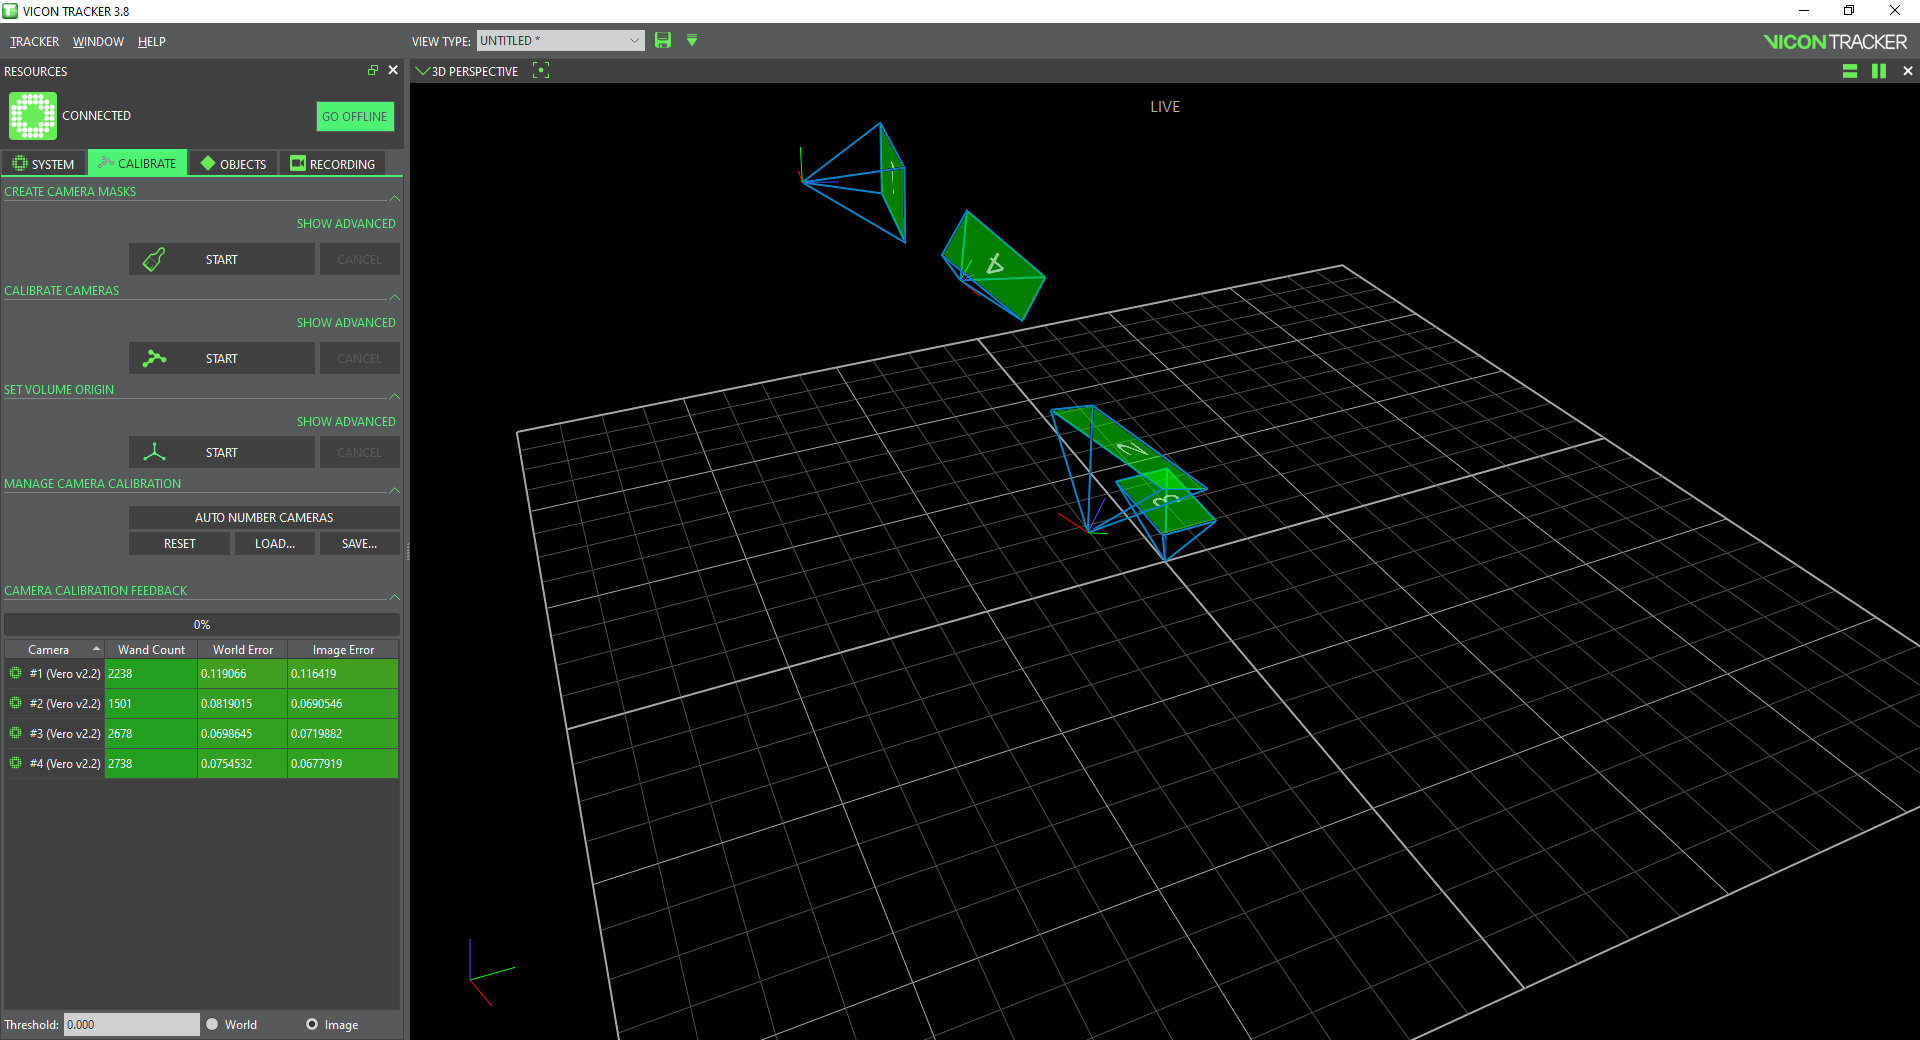 VICON TRACKER 3.8
TRACKER WINDOW HELP
VIEW TYPE: UNTITLED *
VICON TRACKER
RESOURCES
3D PERSPECTIVE
CONNECTED
GO OFFLINE
LIVE
SYSTEM CALIBRATE OBJECTS RECORDING
CREATE CAMERA MASKS
SHOW ADVANCED
START CANCEL
CALIBRATE CAMERAS
SHOW ADVANCED
START CANCEL
SET VOLUME ORIGIN
SHOW ADVANCED
START CANCEL
MANAGE CAMERA CALIBRATION
AUTO NUMBER CAMERAS
RESET LOAD... SAVE...
CAMERA CALIBRATION FEEDBACK
0%
Camera Wand Count World Error Image Error
#1 (Vero v2.2) 2238 0.119066 0.116419
#2 (Vero v2.2) 1501 0.0819015 0.0690546
#3 (Vero v2.2) 2678 0.0698645 0.0719882
#4 (Vero v2.2) 2738 0.0754532 0.0677919
Threshold: 0.000 World Image
1
4
2
3